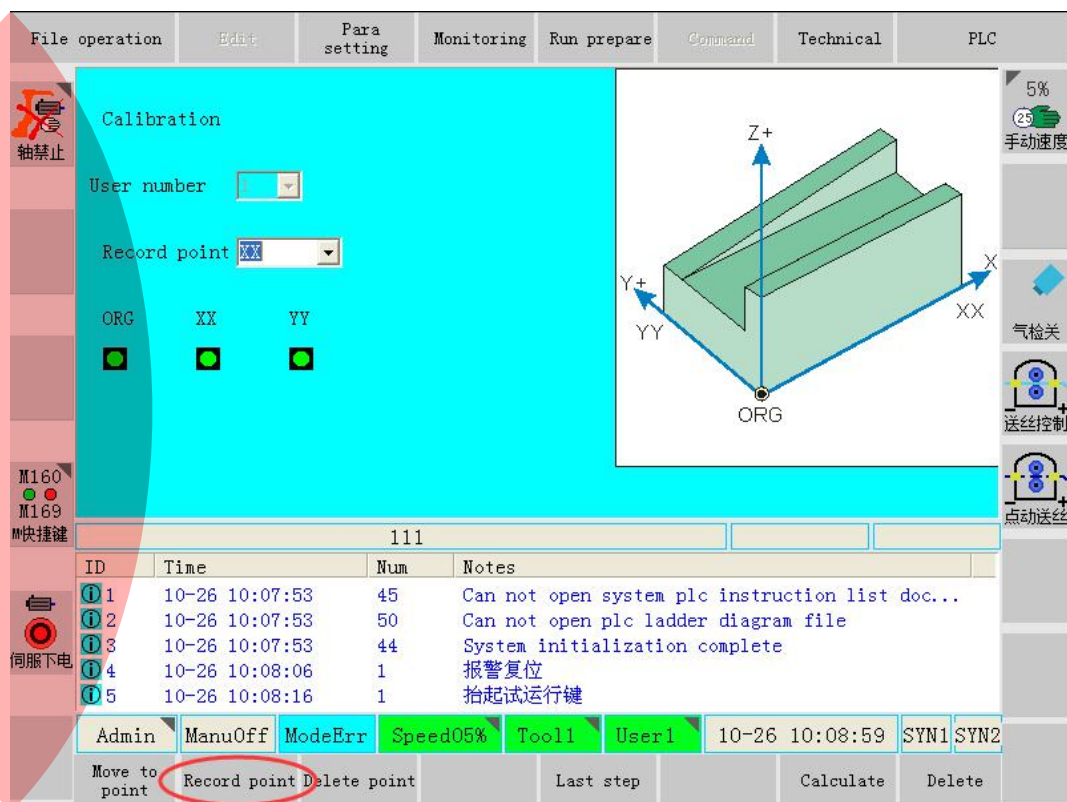 File operation
Edit
Para setting
Monitoring
Run prepare
Command
Technical
PLC
轴禁止
Calibration
User number 1
Record point XX
ORG XX YY
Z+
Y+
YY
X
XX
ORG
5%
25
手动速度
气检关
送丝控制
点动送丝
M160
M169
M快捷键
伺服下电
111
ID Time Num Notes
1 10-26 10:07:53 45 Can not open system plc instruction list doc...
2 10-26 10:07:53 50 Can not open plc ladder diagram file
3 10-26 10:07:53 44 System initialization complete
4 10-26 10:08:06 1 报警复位
5 10-26 10:08:16 1 抬起试运行键
Admin ManuOff ModeErr Speed05% Tool1 User1 10-26 10:08:59 SYN1 SYN2
Move to point
Record point
Delete point
Last step
Calculate
Delete